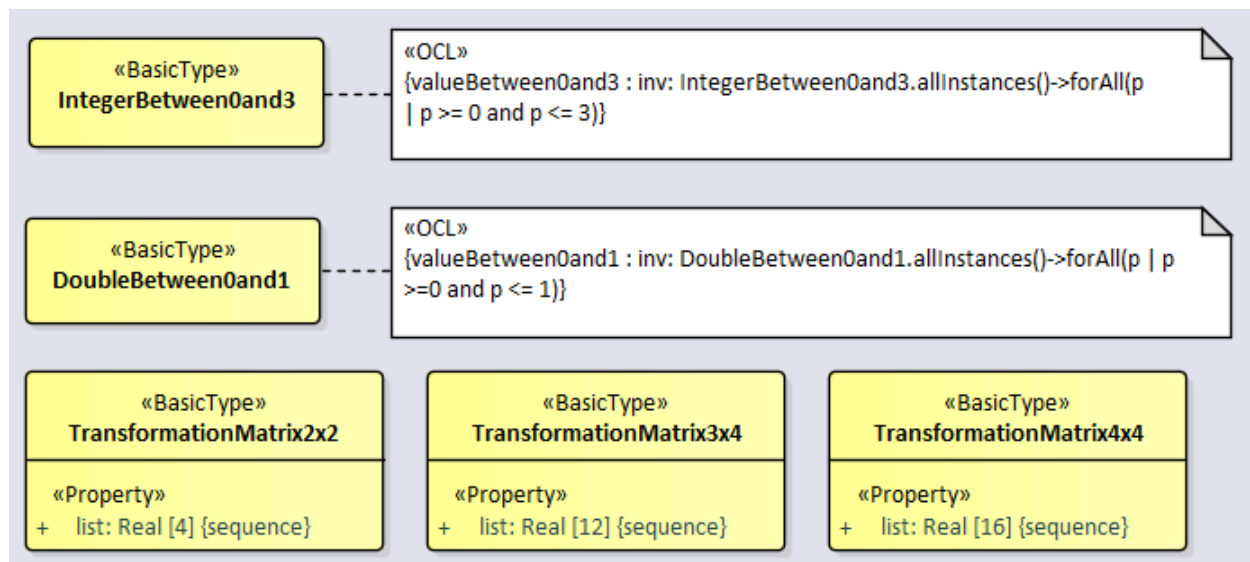 «BasicType»
IntegerBetween0and3
«OCL»
{valueBetween0and3 : inv: IntegerBetween0and3.allInstances()->forAll(p
| p >= 0 and p <= 3)}
«BasicType»
DoubleBetween0and1
«OCL»
{valueBetween0and1 : inv: DoubleBetween0and1.allInstances()->forAll(p | p
>=0 and p <= 1)}
«BasicType»
TransformationMatrix2x2
«Property»
+ list: Real [4] {sequence}
«BasicType»
TransformationMatrix3x4
«Property»
+ list: Real [12] {sequence}
«BasicType»
TransformationMatrix4x4
«Property»
+ list: Real [16] {sequence}